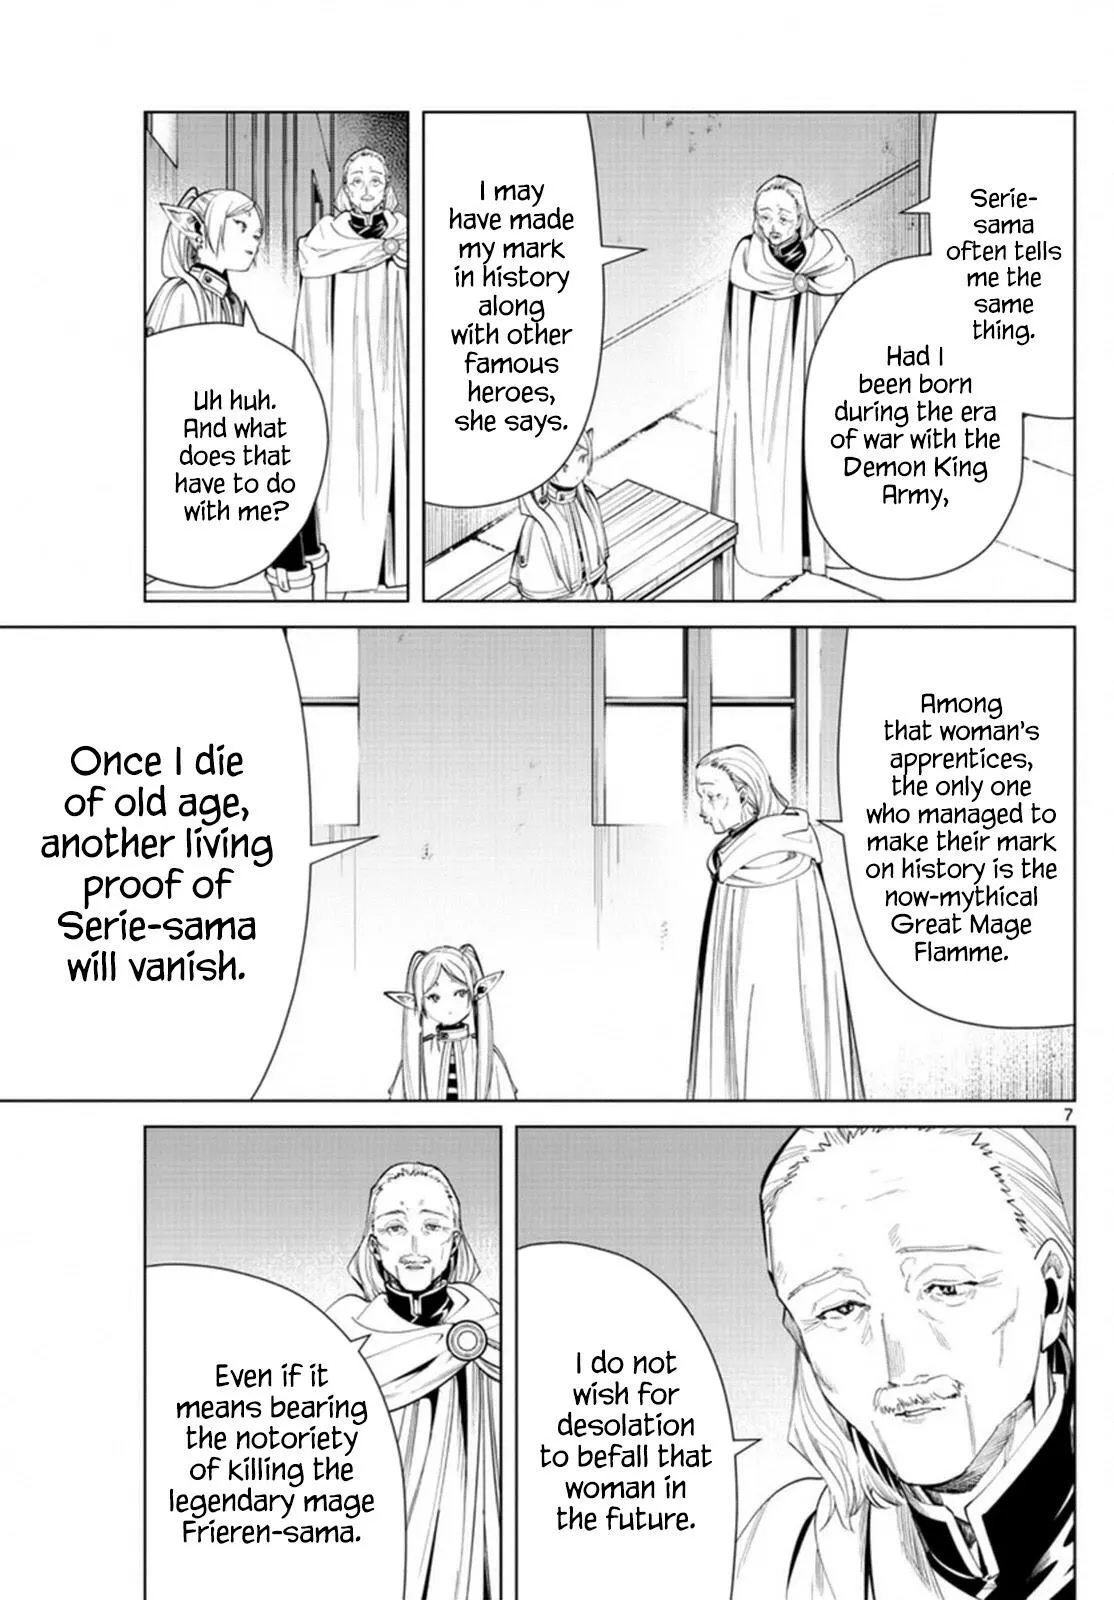 Serie-
sama
often tells
me the
same
thing.
Had I
been born
during the era
of war with the
Demon King
Army,
I may
have made
my mark
in history
along
with other
famous
heroes,
she says.
Uh huh.
And what
does that
have to do
with me?
Among
that woman's
apprentices,
the only one
who managed to
make their mark
on history is the
now-mythical
Great Mage
Flamme.
Once I die
of old age,
another living
proof of
Serie-sama
will vanish.
7
I do not
wish for
desolation
to befall that
woman in
the future.
Even if it
means bearing
the notoriety
of killing the
legendary mage
Frieren-sama.